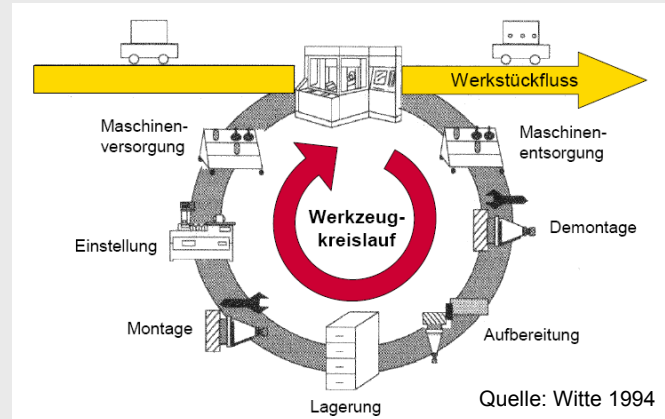 Werkstückfluss
Maschinen-
versorgung
Maschinen-
entsorgung
Werkzeug-
kreislauf
Einstellung
Demontage
Montage
Aufbereitung
Lagerung
Quelle: Witte 1994